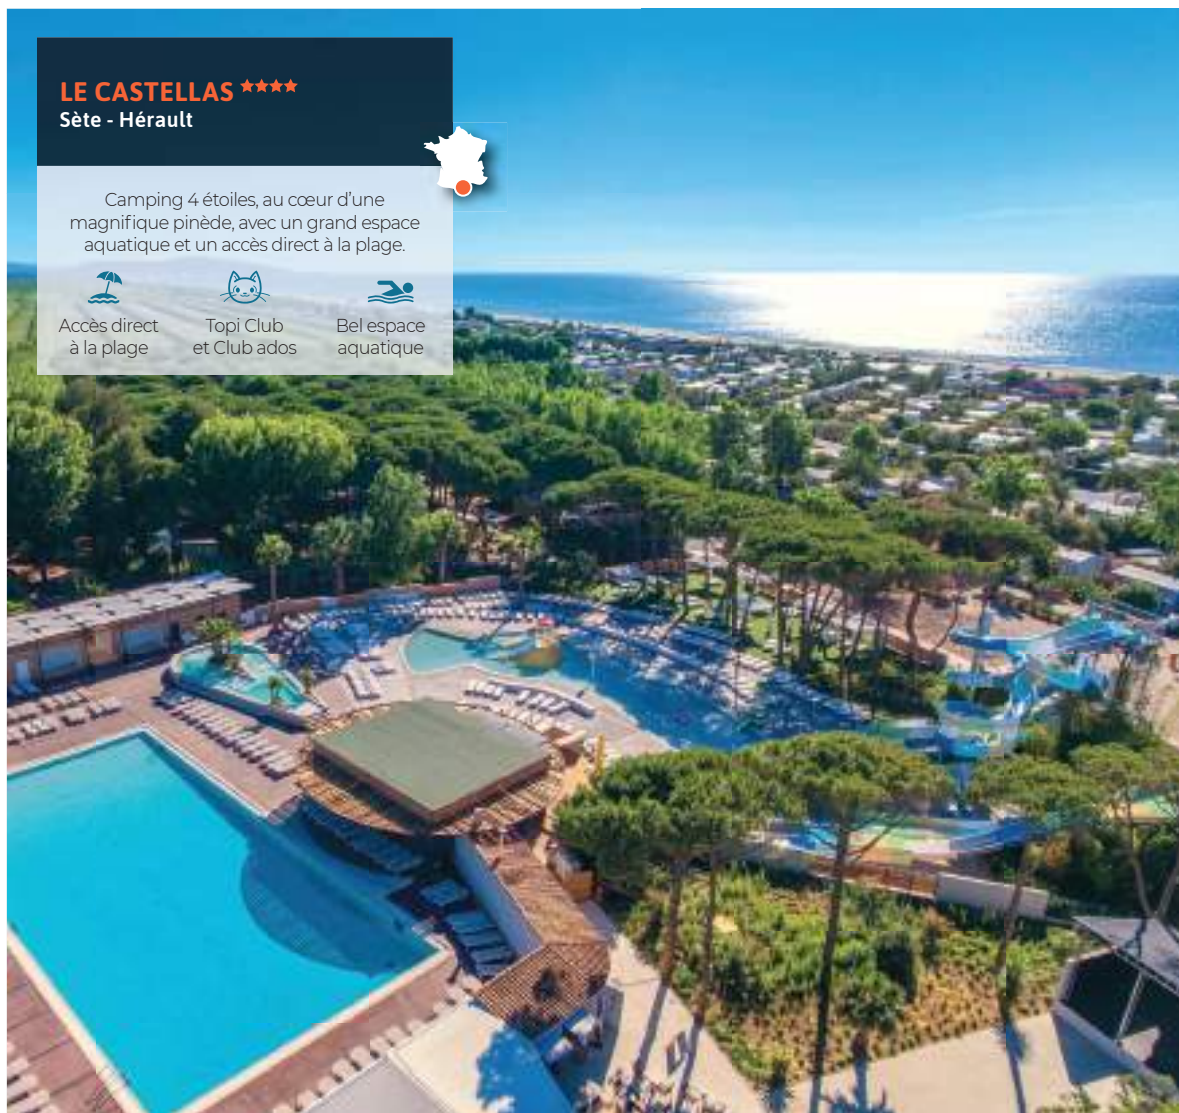 LE CASTELLAS ★★★★
Sète - Hérault
Camping 4 étoiles, au cœur d'une
magnifique pinède, avec un grand espace
aquatique et un accès direct à la plage.
Accès direct
à la plage
Topi Club
et Club ados
Bel espace
aquatique